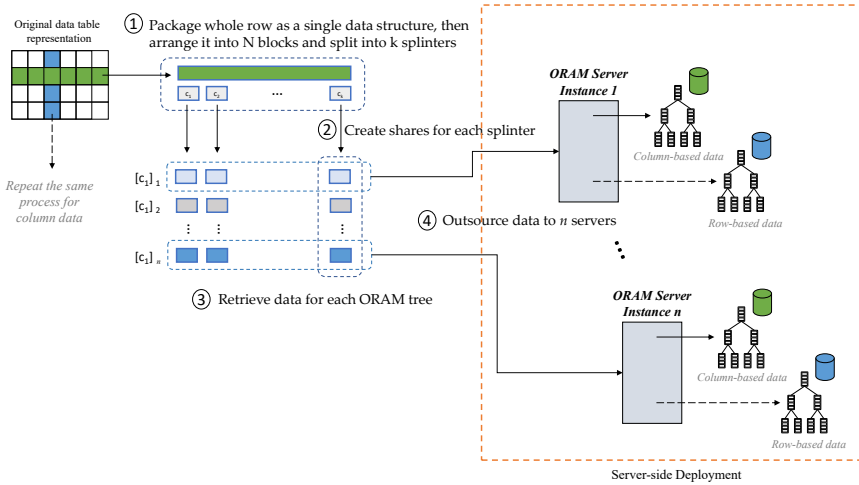 Original data table
representation
① Package whole row as a single data structure, then
arrange it into N blocks and split into k splinters
c₁ c₂ ... cₖ
② Create shares for each splinter
Repeat the same
process for
column data
[c₁] ₁
[c₁] ₂
[c₁] ₙ
③ Retrieve data for each ORAM tree
④ Outsource data to n servers
ORAM Server
Instance 1
Column-based data
Row-based data
ORAM Server
Instance n
Column-based data
Row-based data
Server-side Deployment